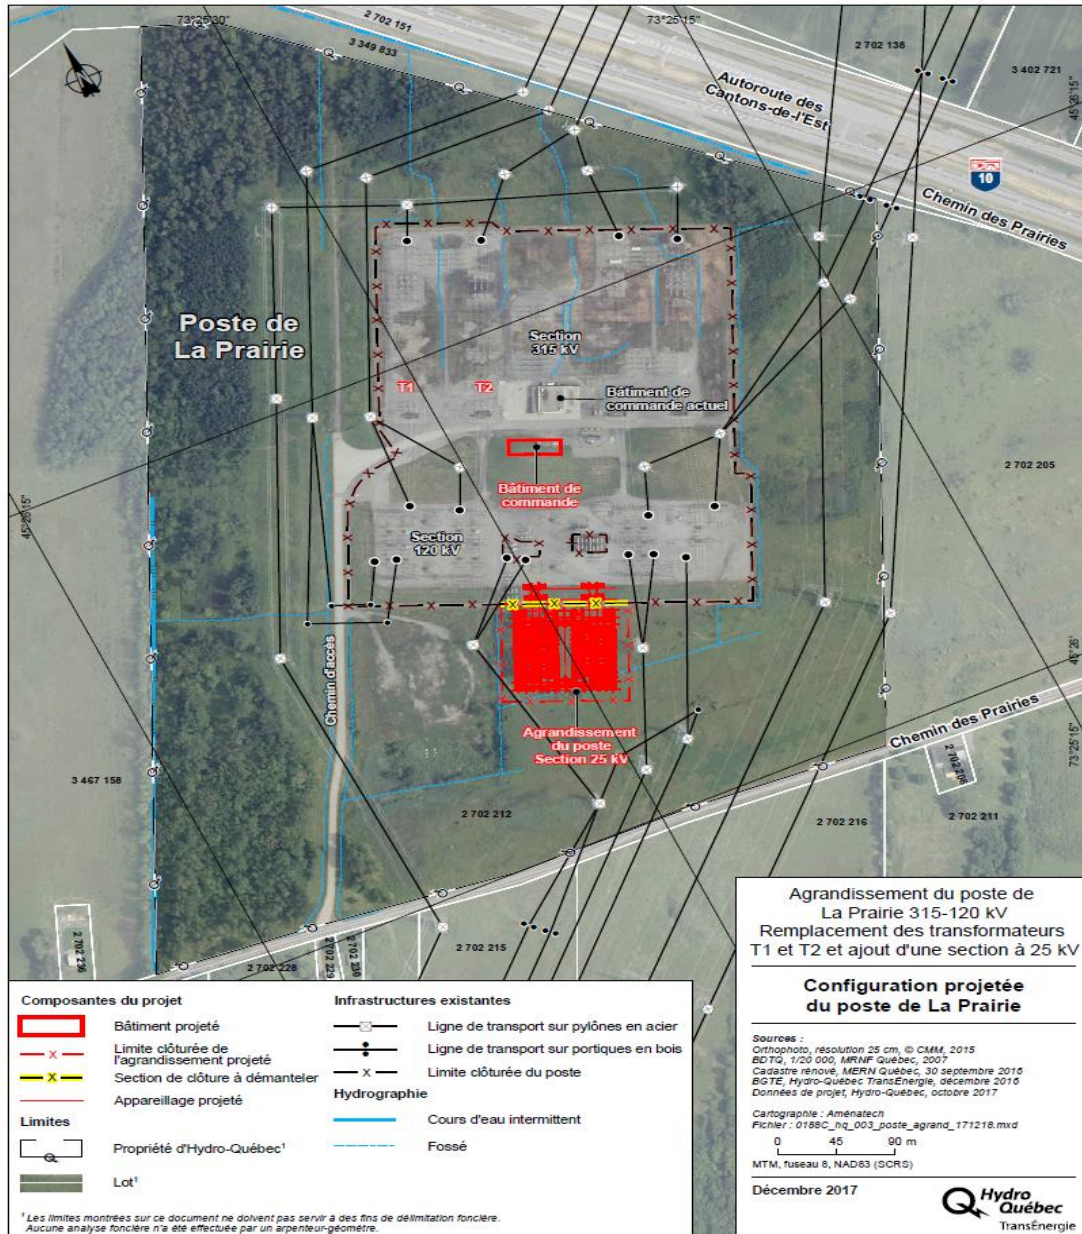 73°25'30"
2 702 151
73°25'15"
3 349 833
2 702 138
3 402 721
45°26'15"
Autoroute des
Cantons-de-l'Est
10
Chemin des Prairies
Poste de
La Prairie
Section
315 kV
T1
T2
Bâtiment de
commande actuel
2 702 205
Bâtiment de
commande
45°26'15"
Section
120 kV
Chemin d'accès
45°26'
Chemin des Prairies
73°25'15"
Agrandissement
du poste
Section 25 kV
3 467 158
2 702 212
2 702 206
2 702 216
2 702 211
2 702 236
2 702 228
2 702 229
2 702 230
2 702 215
Agrandissement du poste de
La Prairie 315-120 kV
Remplacement des transformateurs
T1 et T2 et ajout d'une section à 25 kV
Configuration projetée
du poste de La Prairie
Sources :
Orthophoto, résolution 25 cm, © CMM, 2015
BDTQ, 1/20 000, MRNF Québec, 2007
Cadastre rénové, MERN Québec, 30 septembre 2016
BGTÉ, Hydro-Québec TransÉnergie, décembre 2016
Données de projet, Hydro-Québec, octobre 2017
Cartographie : Aménatech
Fichier : 0188C_hq_003_poste_agrand_171218.mxd
0 45 90 m
MTM, fuseau 8, NAD83 (SCRS)
Décembre 2017
Hydro
Québec
TransÉnergie
Composantes du projet
Bâtiment projeté
Limite clôturée de
l'agrandissement projeté
Section de clôture à démanteler
Appareillage projeté
Limites
Propriété d'Hydro-Québec¹
Lot¹
Infrastructures existantes
Ligne de transport sur pylônes en acier
Ligne de transport sur portiques en bois
Limite clôturée du poste
Hydrographie
Cours d'eau intermittent
Fossé
¹ Les limites montrées sur ce document ne doivent pas servir à des fins de délimitation foncière.
Aucune analyse foncière n'a été effectuée par un arpenteur-géomètre.